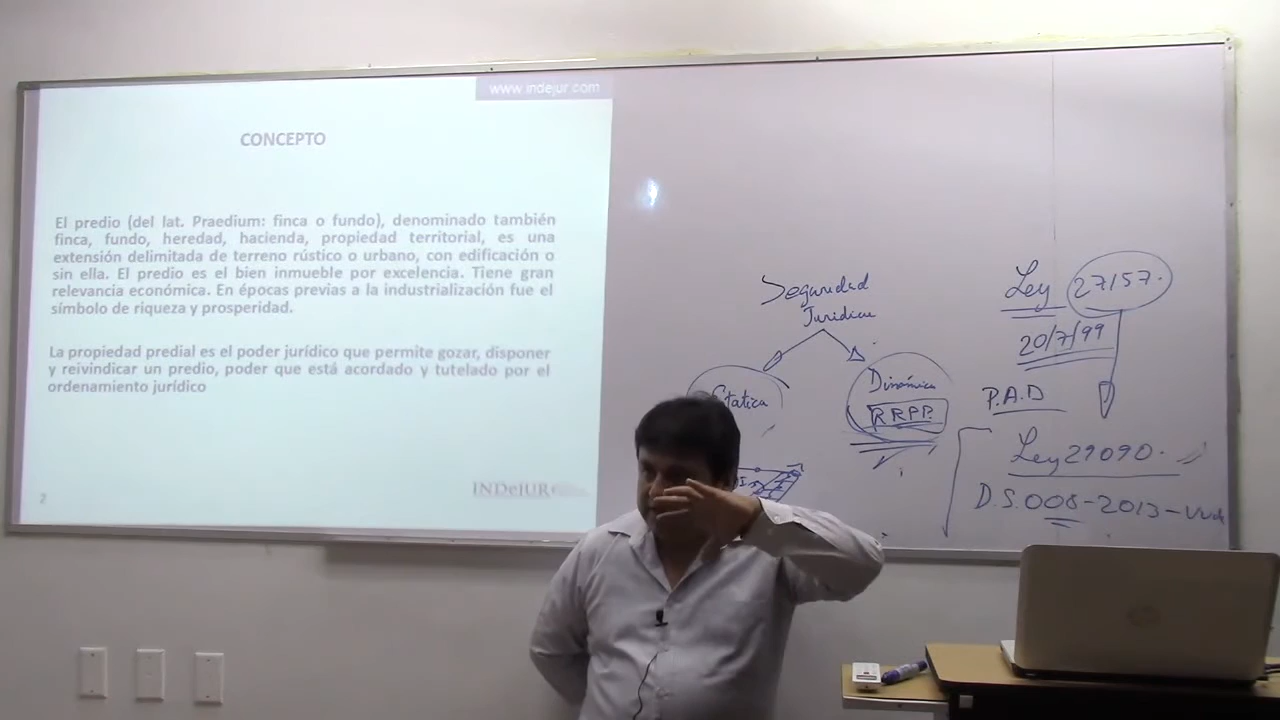 www.indejur.com
CONCEPTO
El predio (del lat. Praedium: finca o fundo), denominado también
finca, fundo, heredad, hacienda, propiedad territorial, es una
extensión delimitada de terreno rústico o urbano, con edificación o
sin ella. El predio es el bien inmueble por excelencia. Tiene gran
relevancia económica. En épocas previas a la industrialización fue el
símbolo de riqueza y prosperidad.
La propiedad predial es el poder jurídico que permite gozar, disponer
y reivindicar un predio, poder que está acordado y tutelado por el
ordenamiento jurídico
2
INDeJUR
Seguridad
Juridica
Estatica
Dinámica
RRPP.
Ley 27157.
20/7/99
P.A.D
Ley 29090.
D.S. 008-2013-